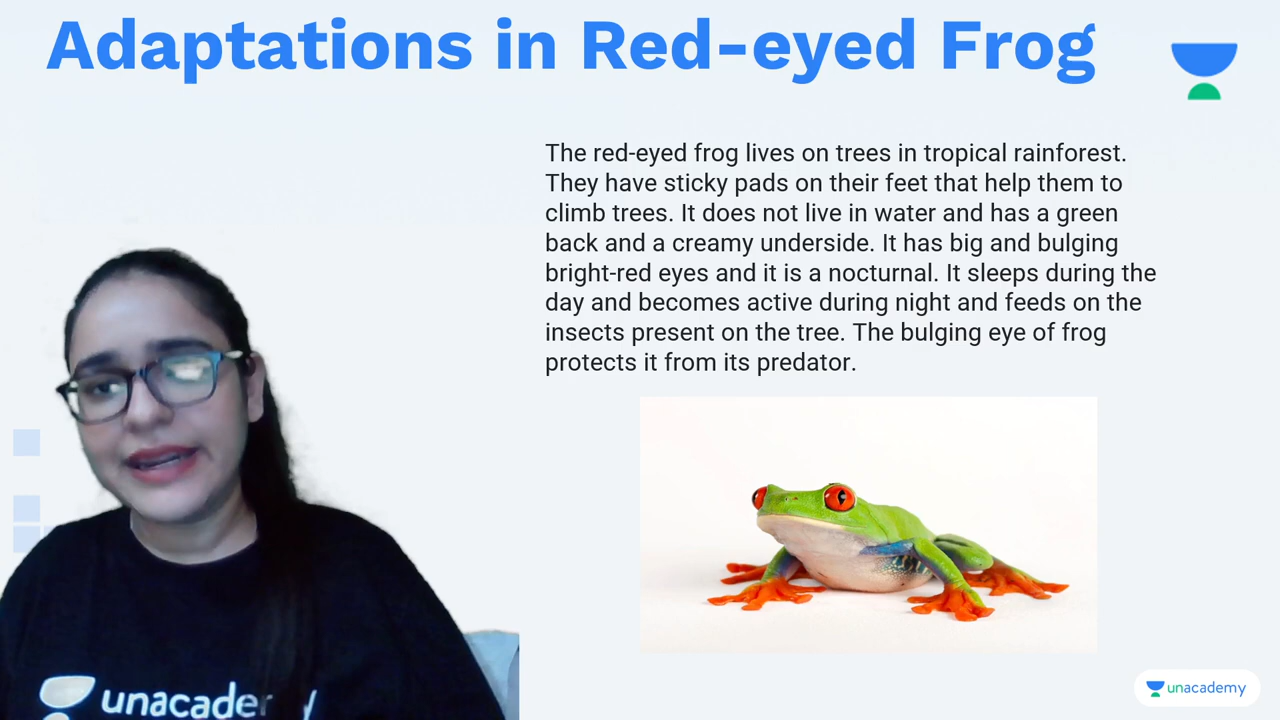 Adaptations in Red-eyed Frog
The red-eyed frog lives on trees in tropical rainforest.
They have sticky pads on their feet that help them to
climb trees. It does not live in water and has a green
back and a creamy underside. It has big and bulging
bright-red eyes and it is a nocturnal. It sleeps during the
day and becomes active during night and feeds on the
insects present on the tree. The bulging eye of frog
protects it from its predator.
unacademy
unacademy